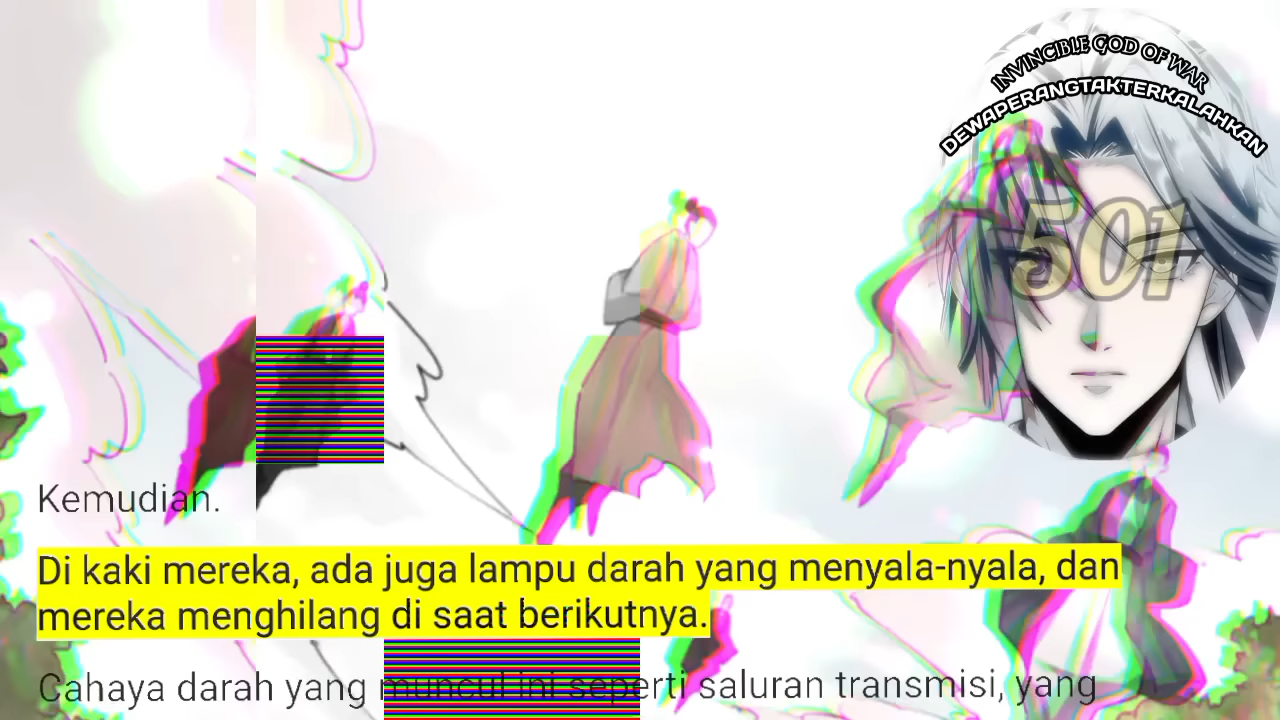 INVINCIBLE GOD OF WAR
DEWAPERANGTAKTERKALAHKAN
501
Kemudian.
Di kaki mereka, ada juga lampu darah yang menyala-nyala, dan
mereka menghilang di saat berikutnya.
Cahaya darah yang muncul ini seperti saluran transmisi, yang